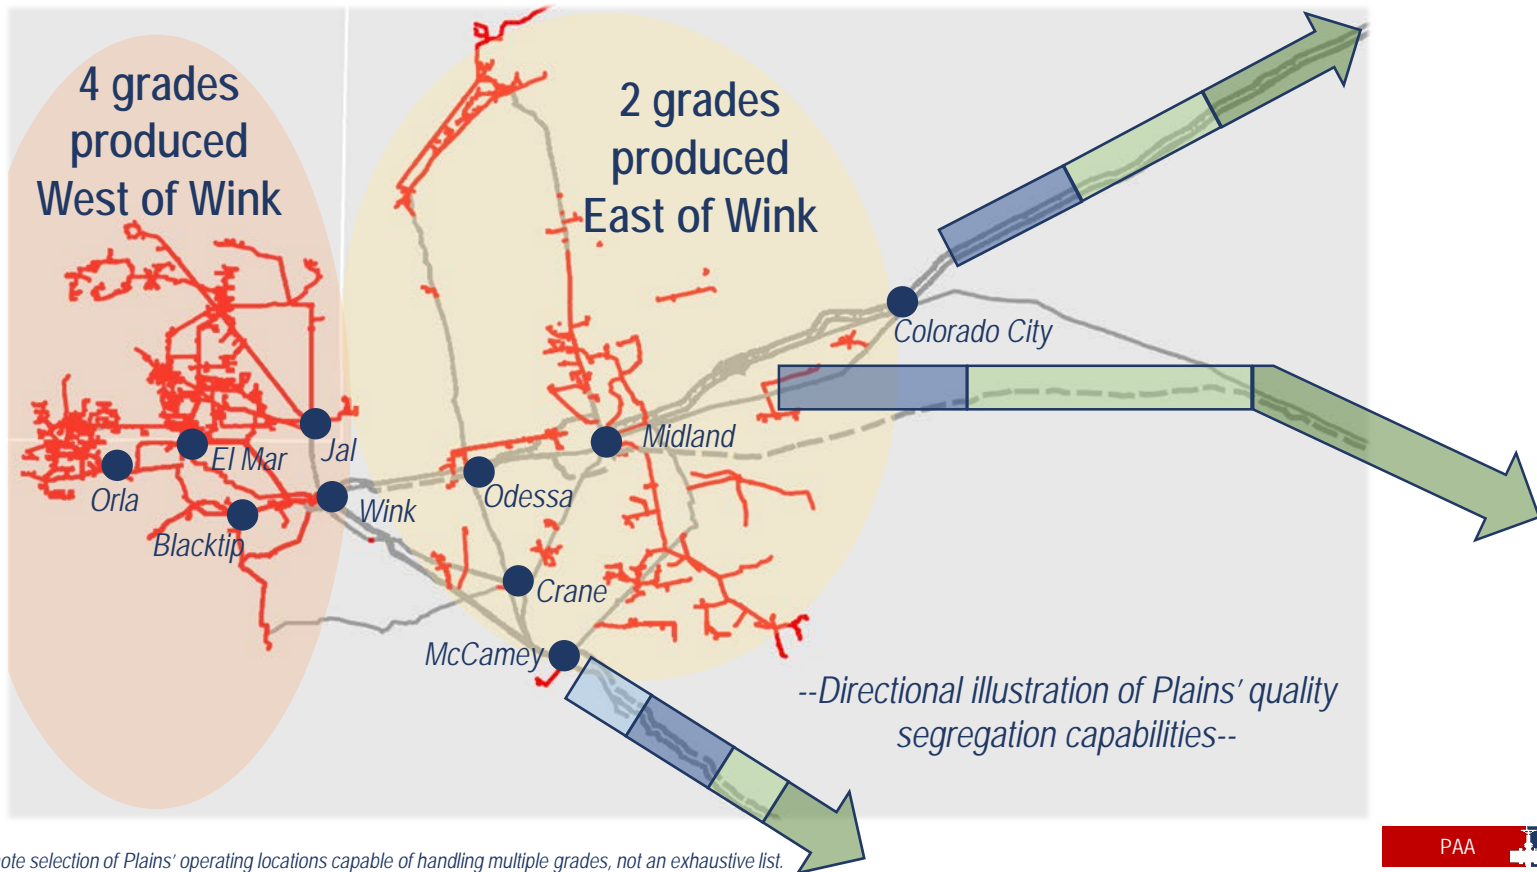 4 grades
produced
West of Wink
2 grades
produced
East of Wink
Colorado City
Midland
Jal
El Mar
Orla
Odessa
Wink
Blacktip
Crane
McCamey
--Directional illustration of Plains' quality
segregation capabilities--
selection of Plains' operating locations capable of handling multiple grades, not an exhaustive list.
PAA